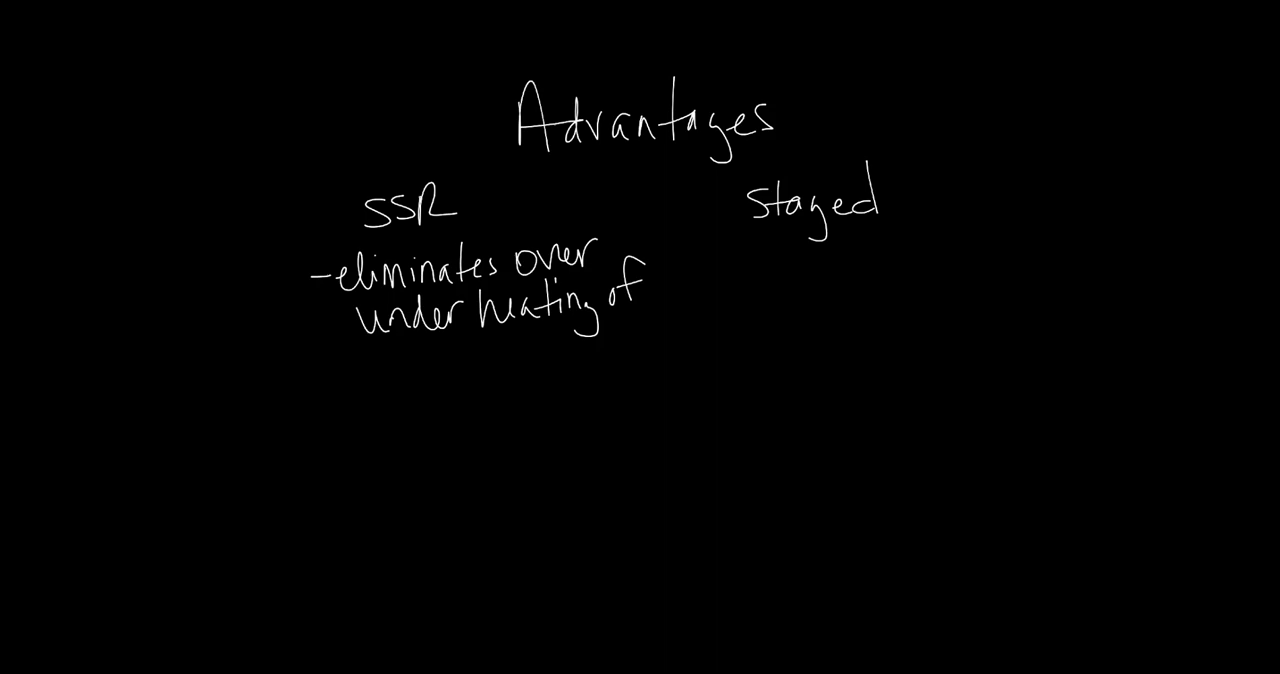 Advantages
SSR
Staged
- eliminates over
under heating of